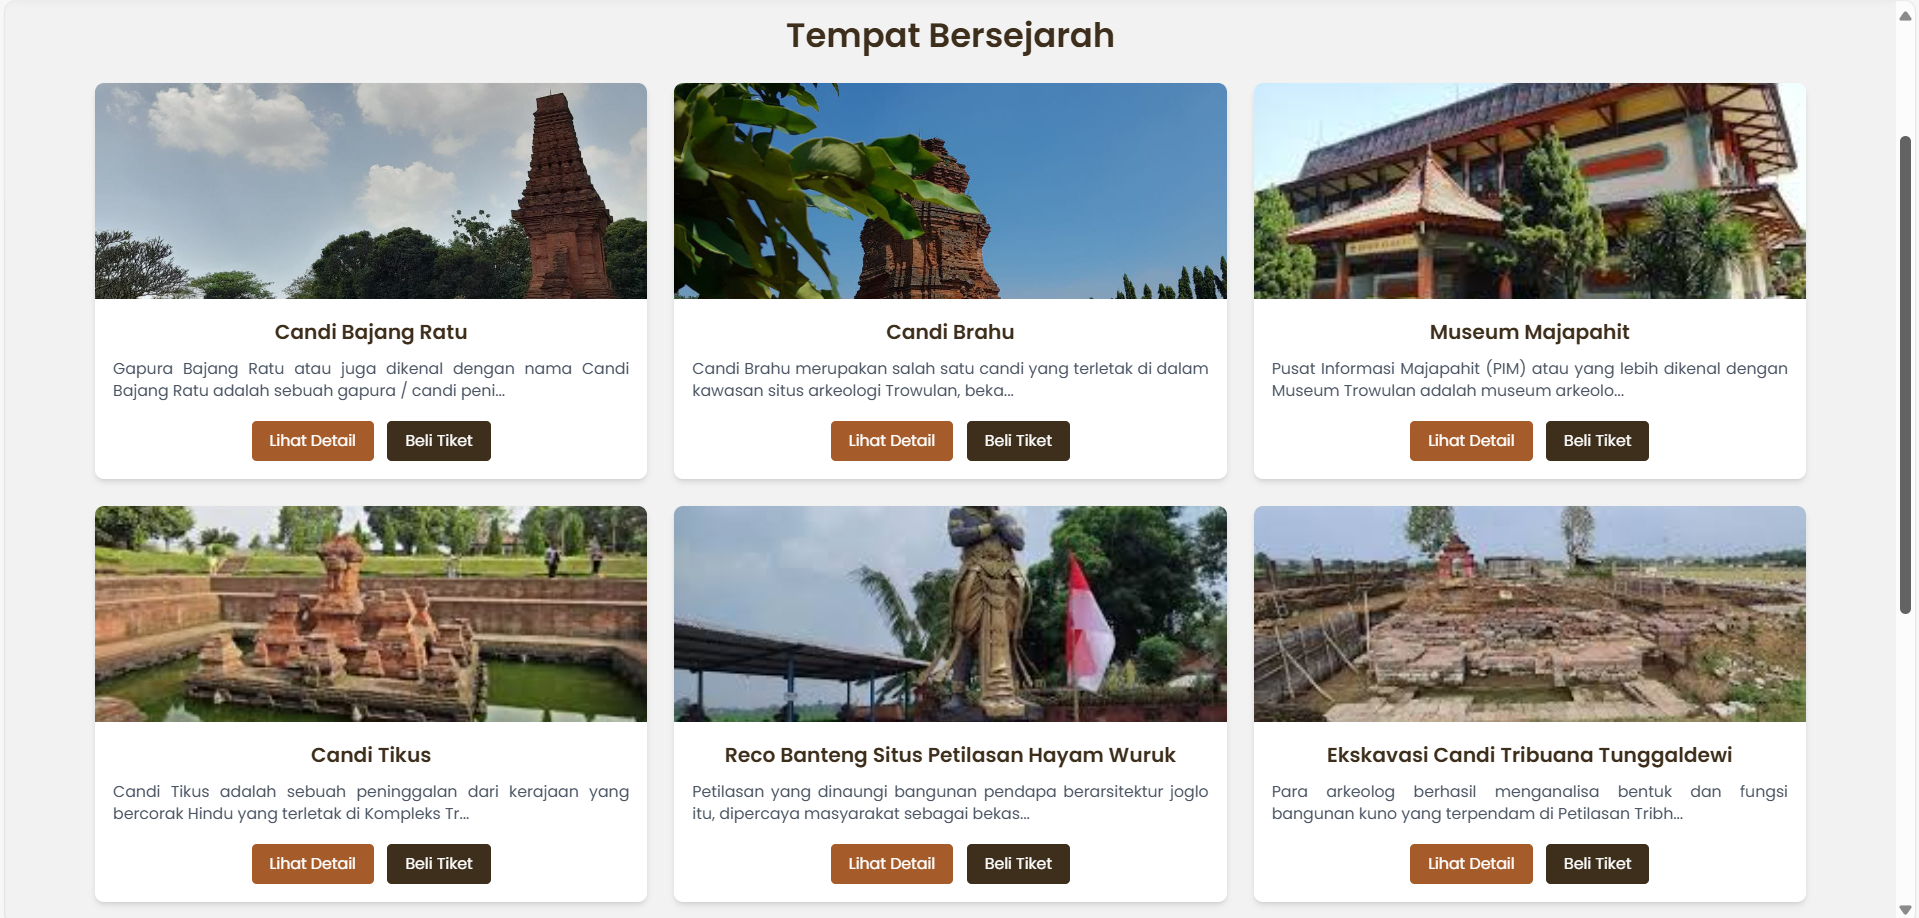 Tempat Bersejarah
Candi Bajang Ratu
Gapura Bajang Ratu atau juga dikenal dengan nama Candi
Bajang Ratu adalah sebuah gapura / candi peni...
Lihat Detail
Beli Tiket
Candi Brahu
Candi Brahu merupakan salah satu candi yang terletak di dalam
kawasan situs arkeologi Trowulan, beka...
Lihat Detail
Beli Tiket
Museum Majapahit
Pusat Informasi Majapahit (PIM) atau yang lebih dikenal dengan
Museum Trowulan adalah museum arkeolo...
Lihat Detail
Beli Tiket
Candi Tikus
Candi Tikus adalah sebuah peninggalan dari kerajaan yang
bercorak Hindu yang terletak di Kompleks Tr...
Lihat Detail
Beli Tiket
Reco Banteng Situs Petilasan Hayam Wuruk
Petilasan yang dinaungi bangunan pendapa berarsitektur joglo
itu, dipercaya masyarakat sebagai bekas...
Lihat Detail
Beli Tiket
Ekskavasi Candi Tribuana Tunggaldewi
Para arkeolog berhasil menganalisa bentuk dan fungsi
bangunan kuno yang terpendam di Petilasan Tribh...
Lihat Detail
Beli Tiket